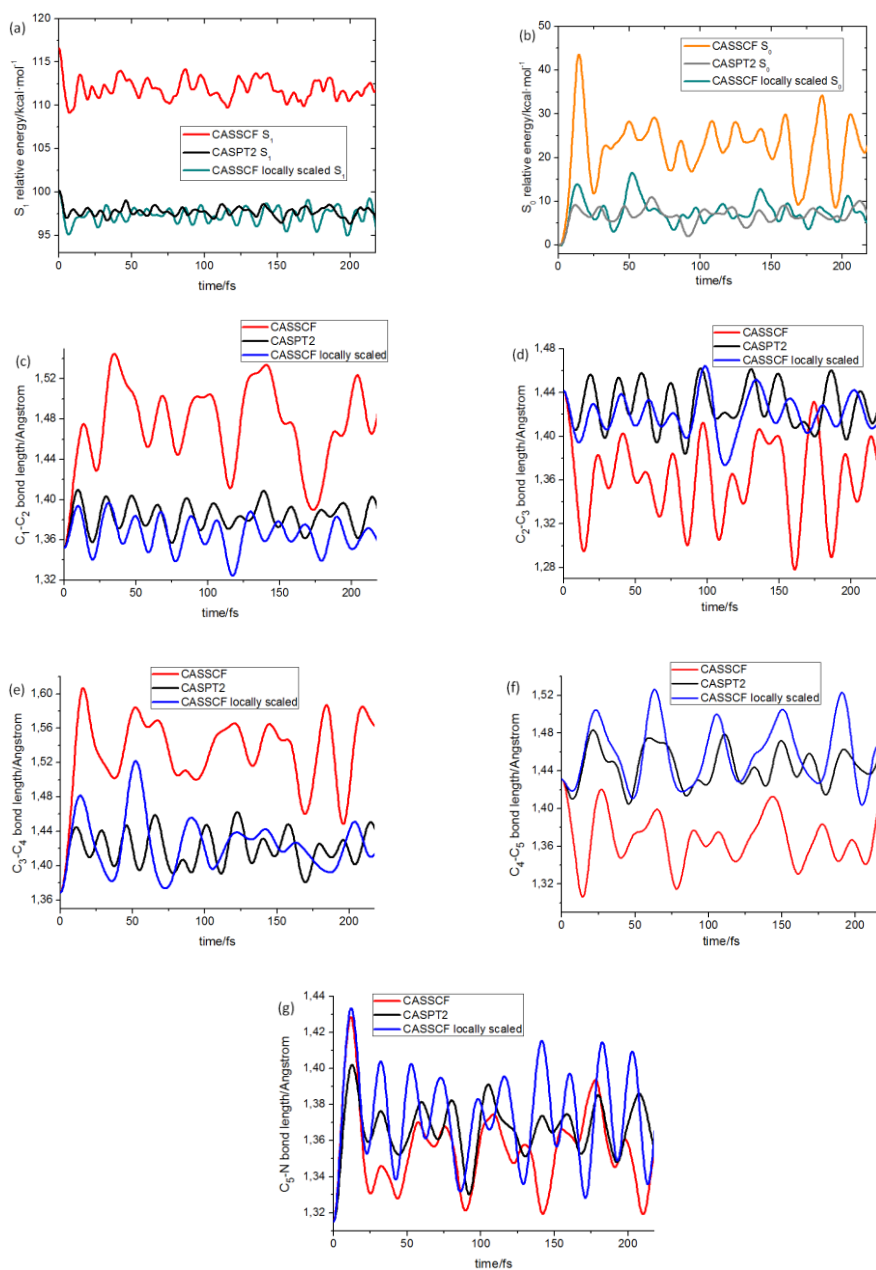 (a)
120
115
110
105
100
95
0 50 100 150 200
S₁ relative energy/kcal·mol⁻¹
time/fs
CASSCF S₁
CASPT2 S₁
CASSCF locally scaled S₁
(b)
50
40
30
20
10
0
0 50 100 150 200
relative energy/kcal·mol⁻¹
time/fs
CASSCF S₀
CASPT2 S₀
CASSCF locally scaled S₀
(c)
CASSCF
CASPT2
CASSCF locally scaled
1,52
1,48
1,44
1,40
1,36
1,32
0 50 100 150 200
C₁-C₂ bond length/Angstrom
time/fs
(d)
CASSCF
CASPT2
CASSCF locally scaled
1,48
1,44
1,40
1,36
1,32
1,28
0 50 100 150 200
C₂-C₃ bond length/Angstrom
time/fs
(e)
CASSCF
CASPT2
CASSCF locally scaled
1,60
1,56
1,52
1,48
1,44
1,40
1,36
0 50 100 150 200
C₃-C₄ bond length/Angstrom
time/fs
(f)
CASSCF
CASPT2
CASSCF locally scaled
1,52
1,48
1,44
1,40
1,36
1,32
1,28
0 50 100 150 200
C₄-C₅ bond length/Angstrom
time/fs
(g)
CASSCF
CASPT2
CASSCF locally scaled
1,44
1,42
1,40
1,38
1,36
1,34
1,32
0 50 100 150 200
C₅-N bond length/Angstrom
time/fs